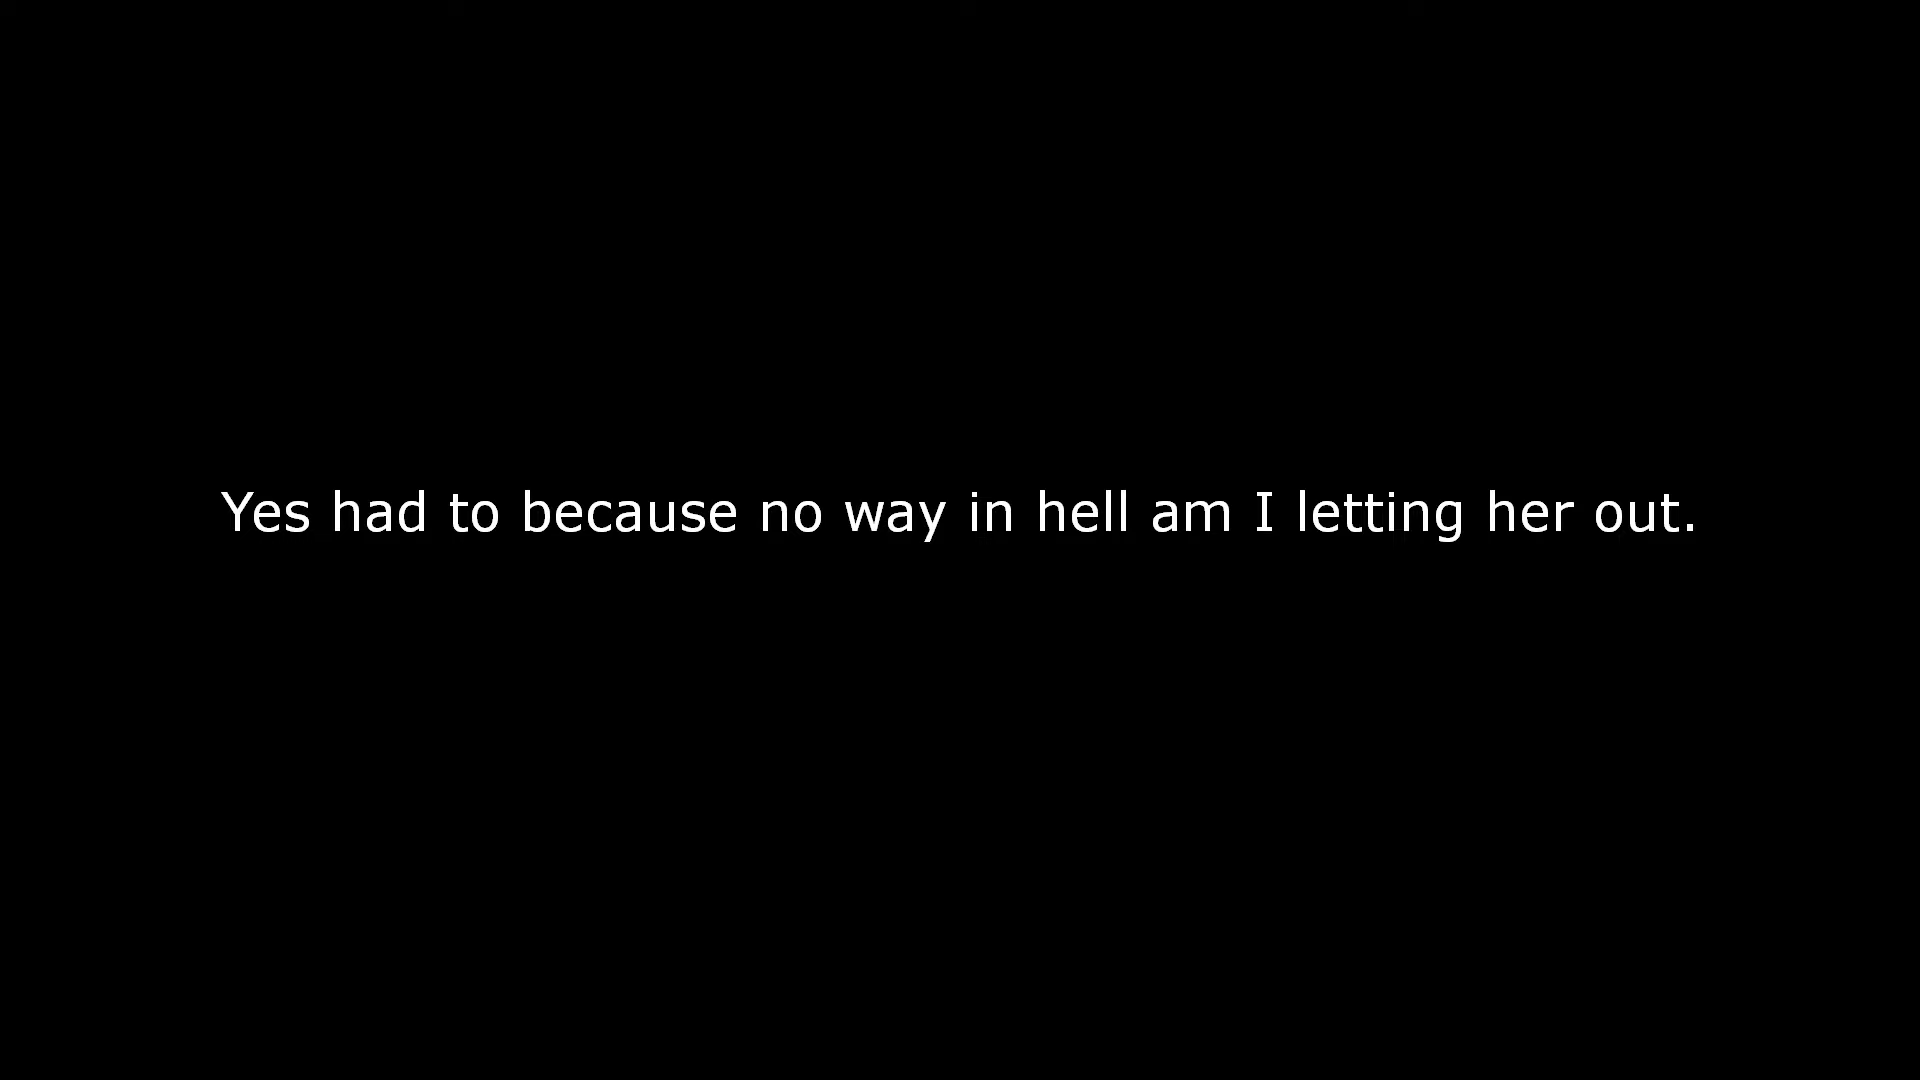 Yes had to because no way in hell am I letting her out.